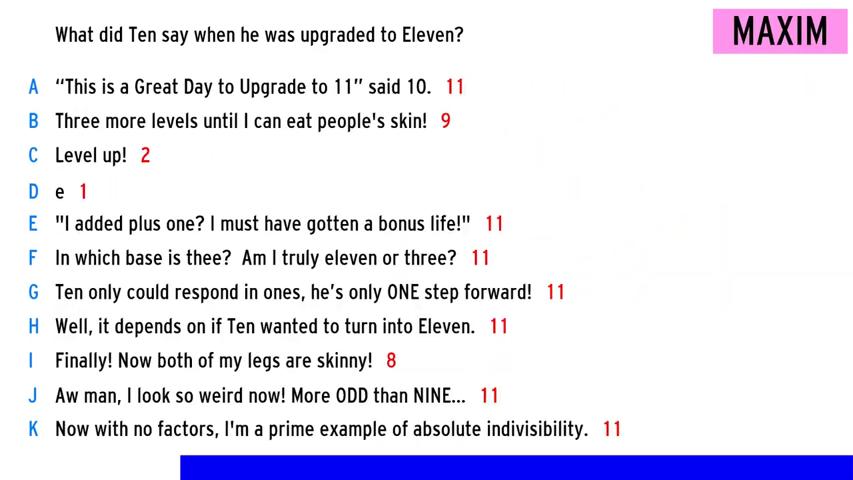 What did Ten say when he was upgraded to Eleven?
MAXIM
A “This is a Great Day to Upgrade to 11” said 10. 11
B Three more levels until I can eat people's skin! 9
C Level up! 2
D e 1
E "I added plus one? I must have gotten a bonus life!" 11
F In which base is thee?  Am I truly eleven or three? 11
G Ten only could respond in ones, he’s only ONE step forward! 11
H Well, it depends on if Ten wanted to turn into Eleven. 11
I Finally! Now both of my legs are skinny! 8
J Aw man, I look so weird now! More ODD than NINE... 11
K Now with no factors, I'm a prime example of absolute indivisibility. 11